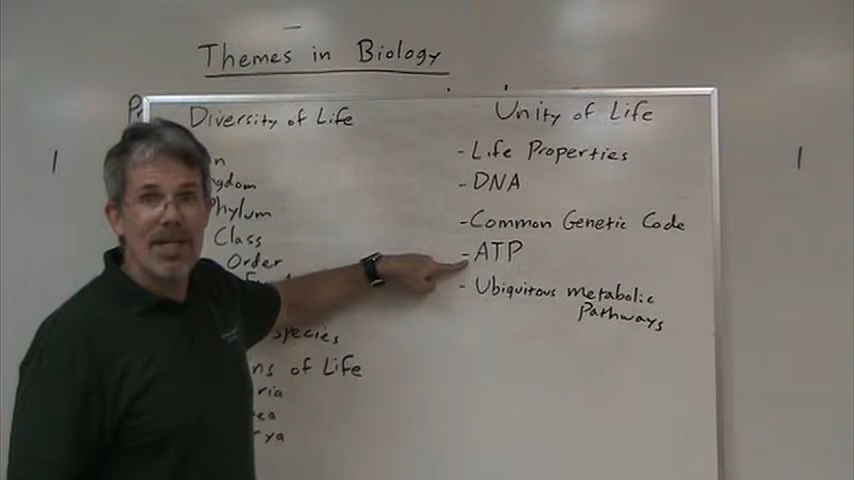 Themes in Biology
Diversity of Life
Phylum
Class
Order
Species
of Life
Unity of Life
- Life Properties
- DNA
- Common Genetic Code
- ATP
- Ubiquitous metabolic
Pathways